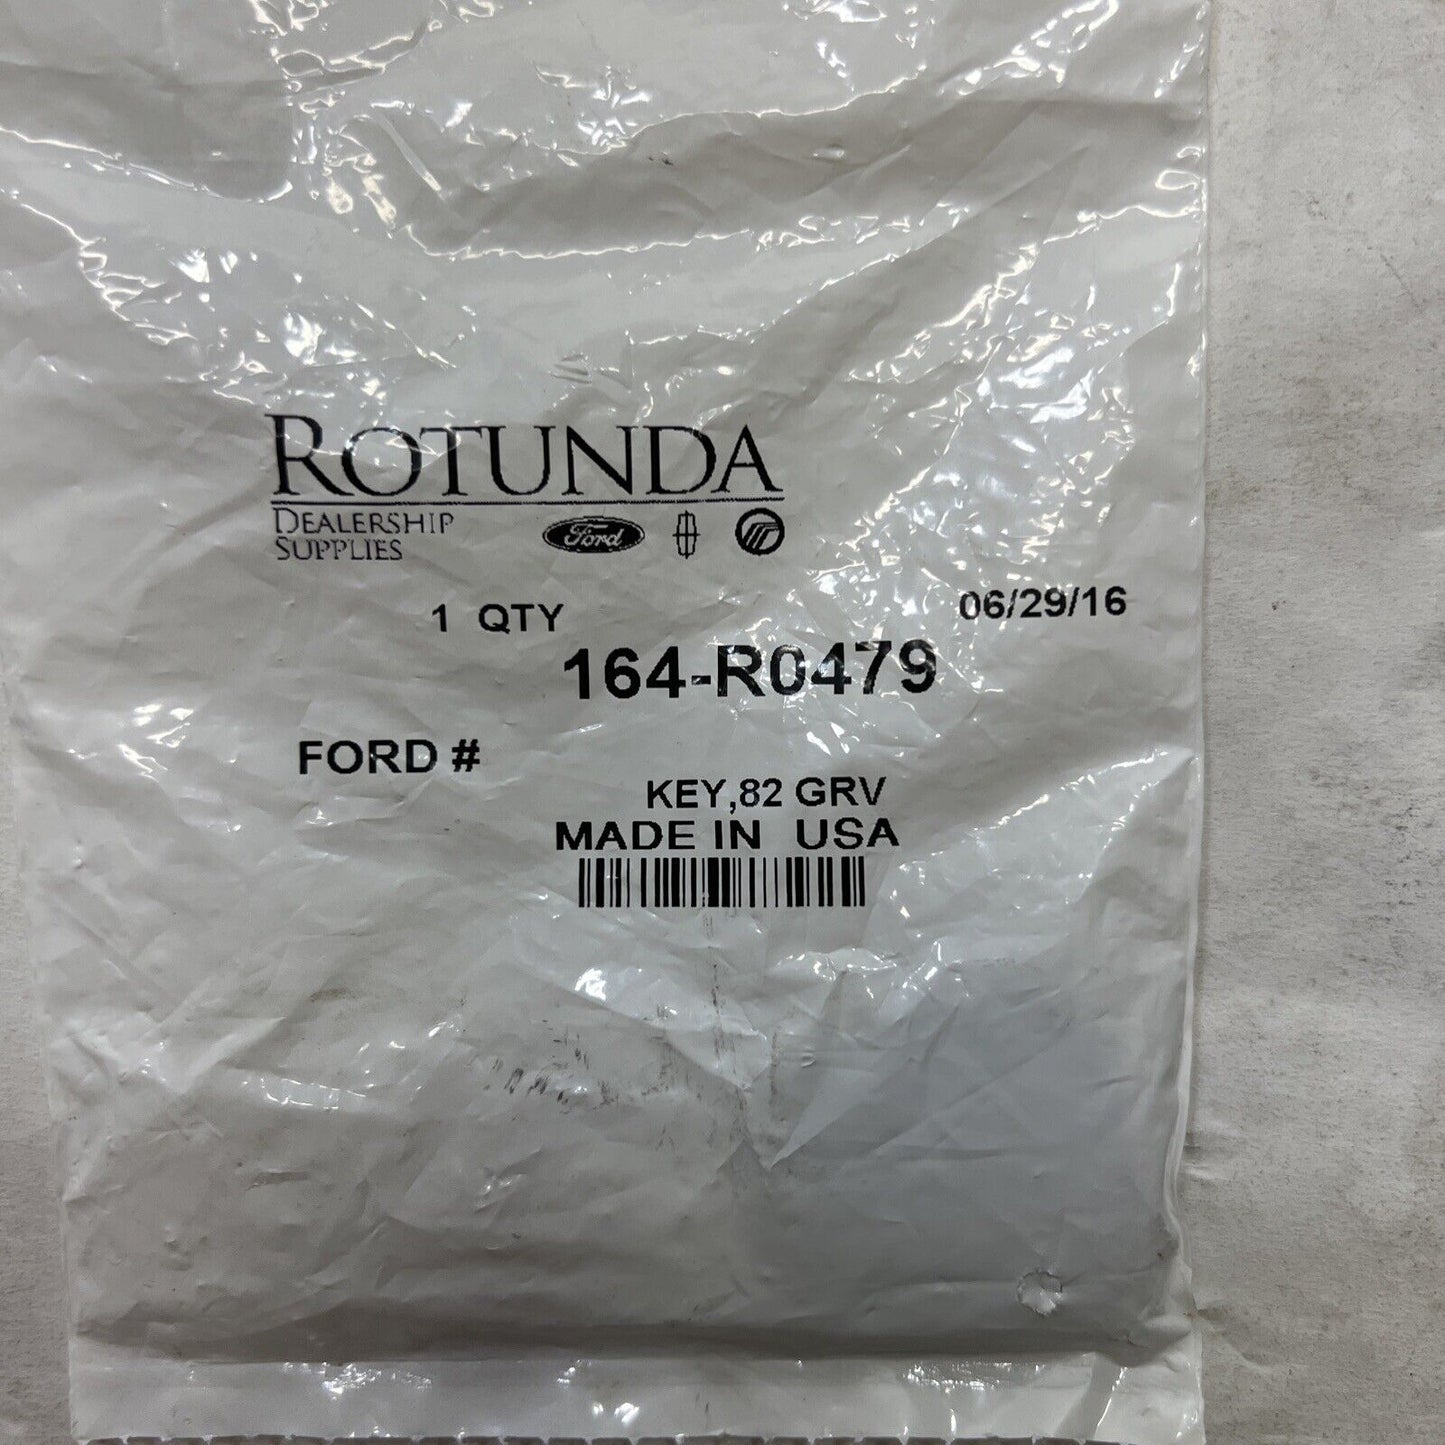 ROTUNDA
DEALERSHIP
SUPPLIES
Ford
1 QTY
06/29/16
164-R0479
FORD #
KEY,82 GRV
MADE IN USA